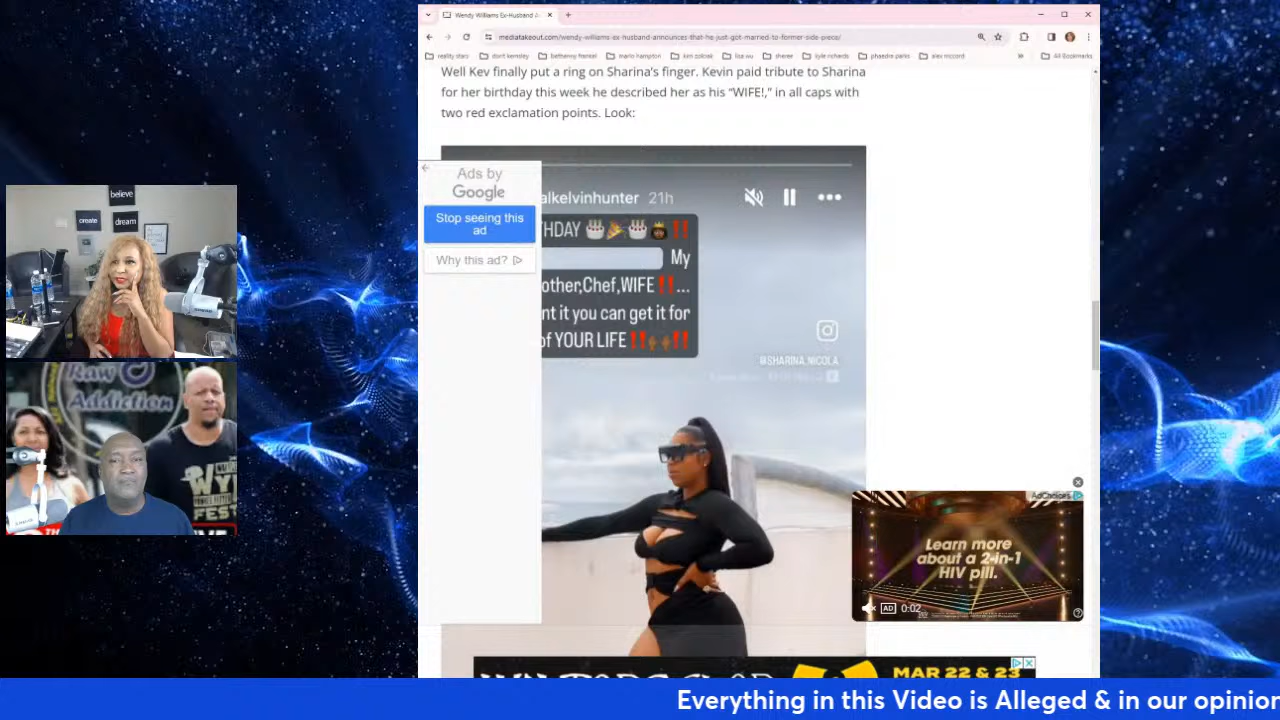 Wendy Williams Ex-Husband A
mediatakeout.com/wendy-williams-ex-husband-announces-that-he-just-got-married-to-former-side-piece/
reality stars
dorit kemsley
bethenny frankel
mario hampton
kim zolciak
lisa wu
sheree
kyle richards
phaedra parks
alex mccord
All Bookmarks
Well Kev finally put a ring on Sharina's finger. Kevin paid tribute to Sharina
for her birthday this week he described her as his “WIFE!,” in all caps with
two red exclamation points. Look:
Ads by
Google
Stop seeing this
ad
Why this ad?
alkelvinhunter 21h
THDAY 🎂🎉🎂 ‼️
My
other,Chef,WIFE ‼️...
nt it you can get it for
of YOUR LIFE ‼️ ‼️
@SHARINA.NICOLA
believe
create
dream
Raw
Addiction
WY
FEST
AdChoices
Learn more
about a 2-in-1
HIV pill.
AD 0:02
MAR 22 & 23
Everything in this Video is Alleged & in our opinion